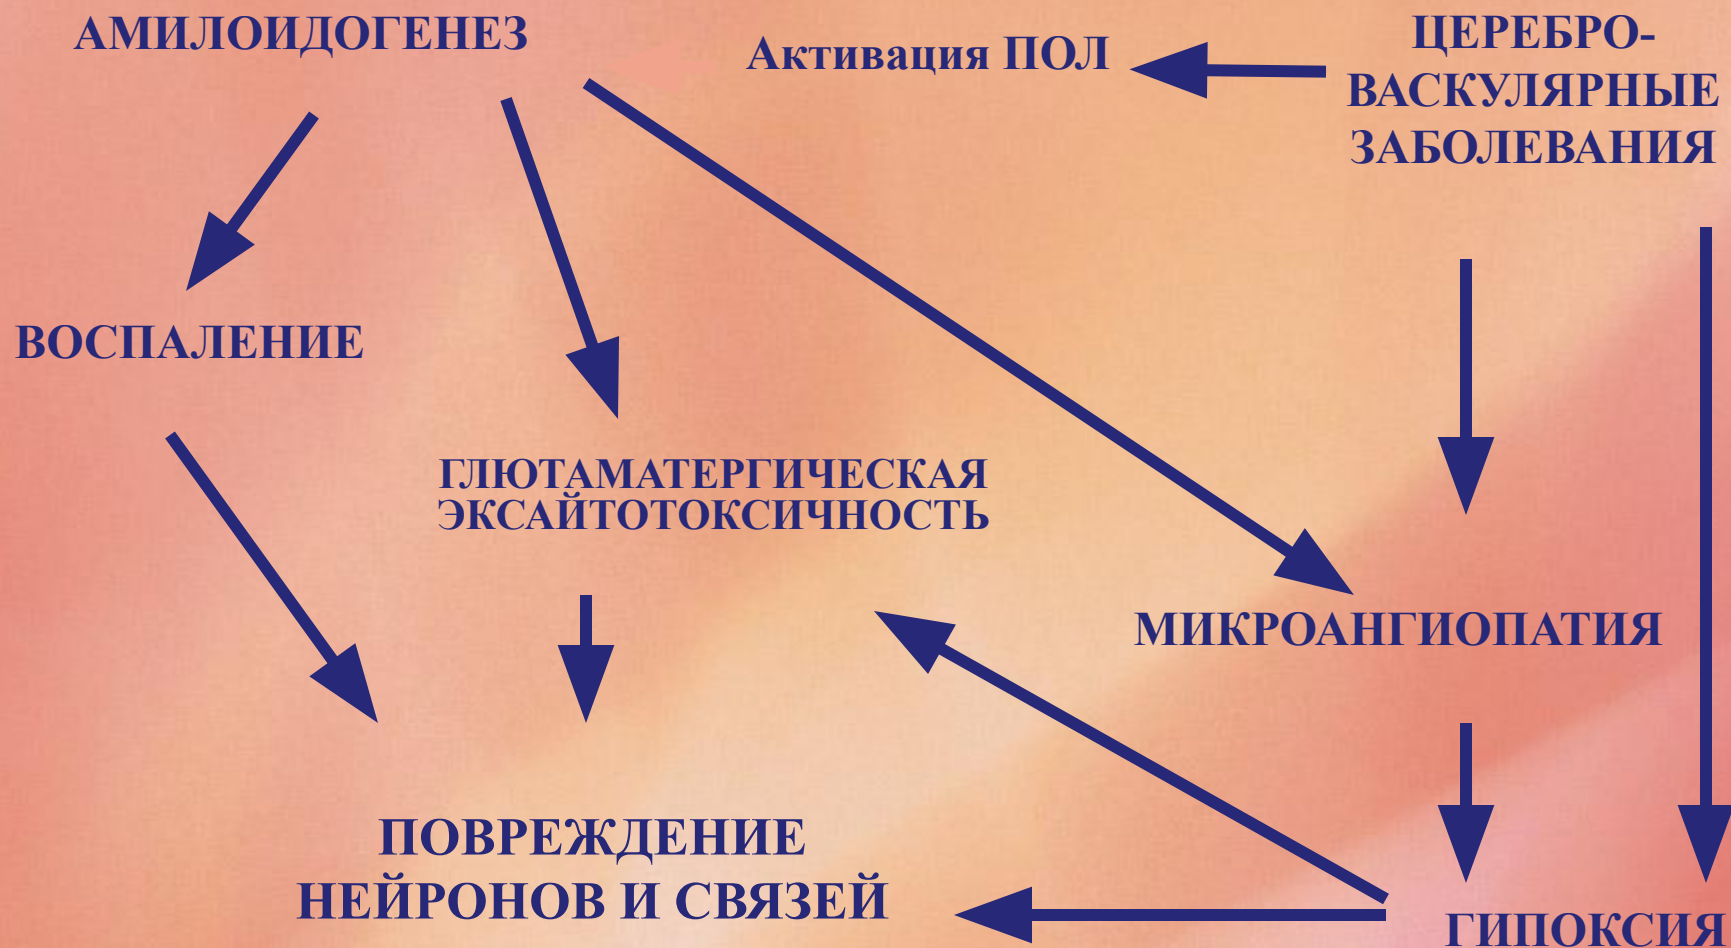 АМИЛОИДОГЕНЕЗ
Активация ПОЛ
ЦЕРЕБРО-
ВАСКУЛЯРНЫЕ
ЗАБОЛЕВАНИЯ
ВОСПАЛЕНИЕ
ГЛЮТАМАТЕРГИЧЕСКАЯ
ЭКСАЙТОТОКСИЧНОСТЬ
МИКРОАНГИОПАТИЯ
ПОВРЕЖДЕНИЕ
НЕЙРОНОВ И СВЯЗЕЙ
ГИПОКСИЯ